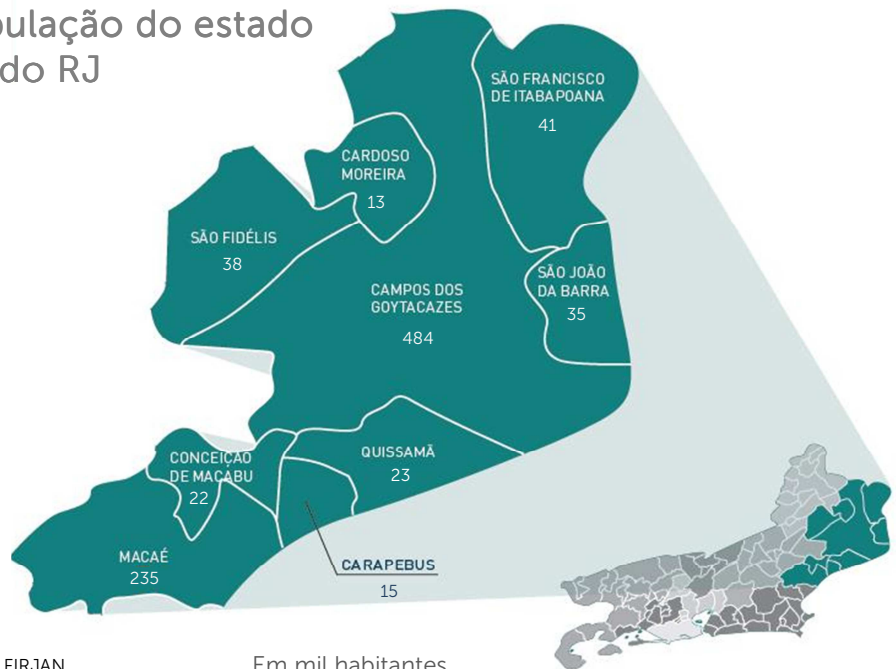 pulação do estado
do RJ
SÃO FRANCISCO
DE ITABAPOANA
41
CARDOSO
MOREIRA
13
SÃO FIDÉLIS
38
SÃO JOÃO
DA BARRA
35
CAMPOS DOS
GOYTACAZES
484
QUISSAMÃ
23
CONCEIÇÃO
DE MACABU
22
MACAÉ
235
CARAPEBUS
15
FIRJAN
Em mil habitantes